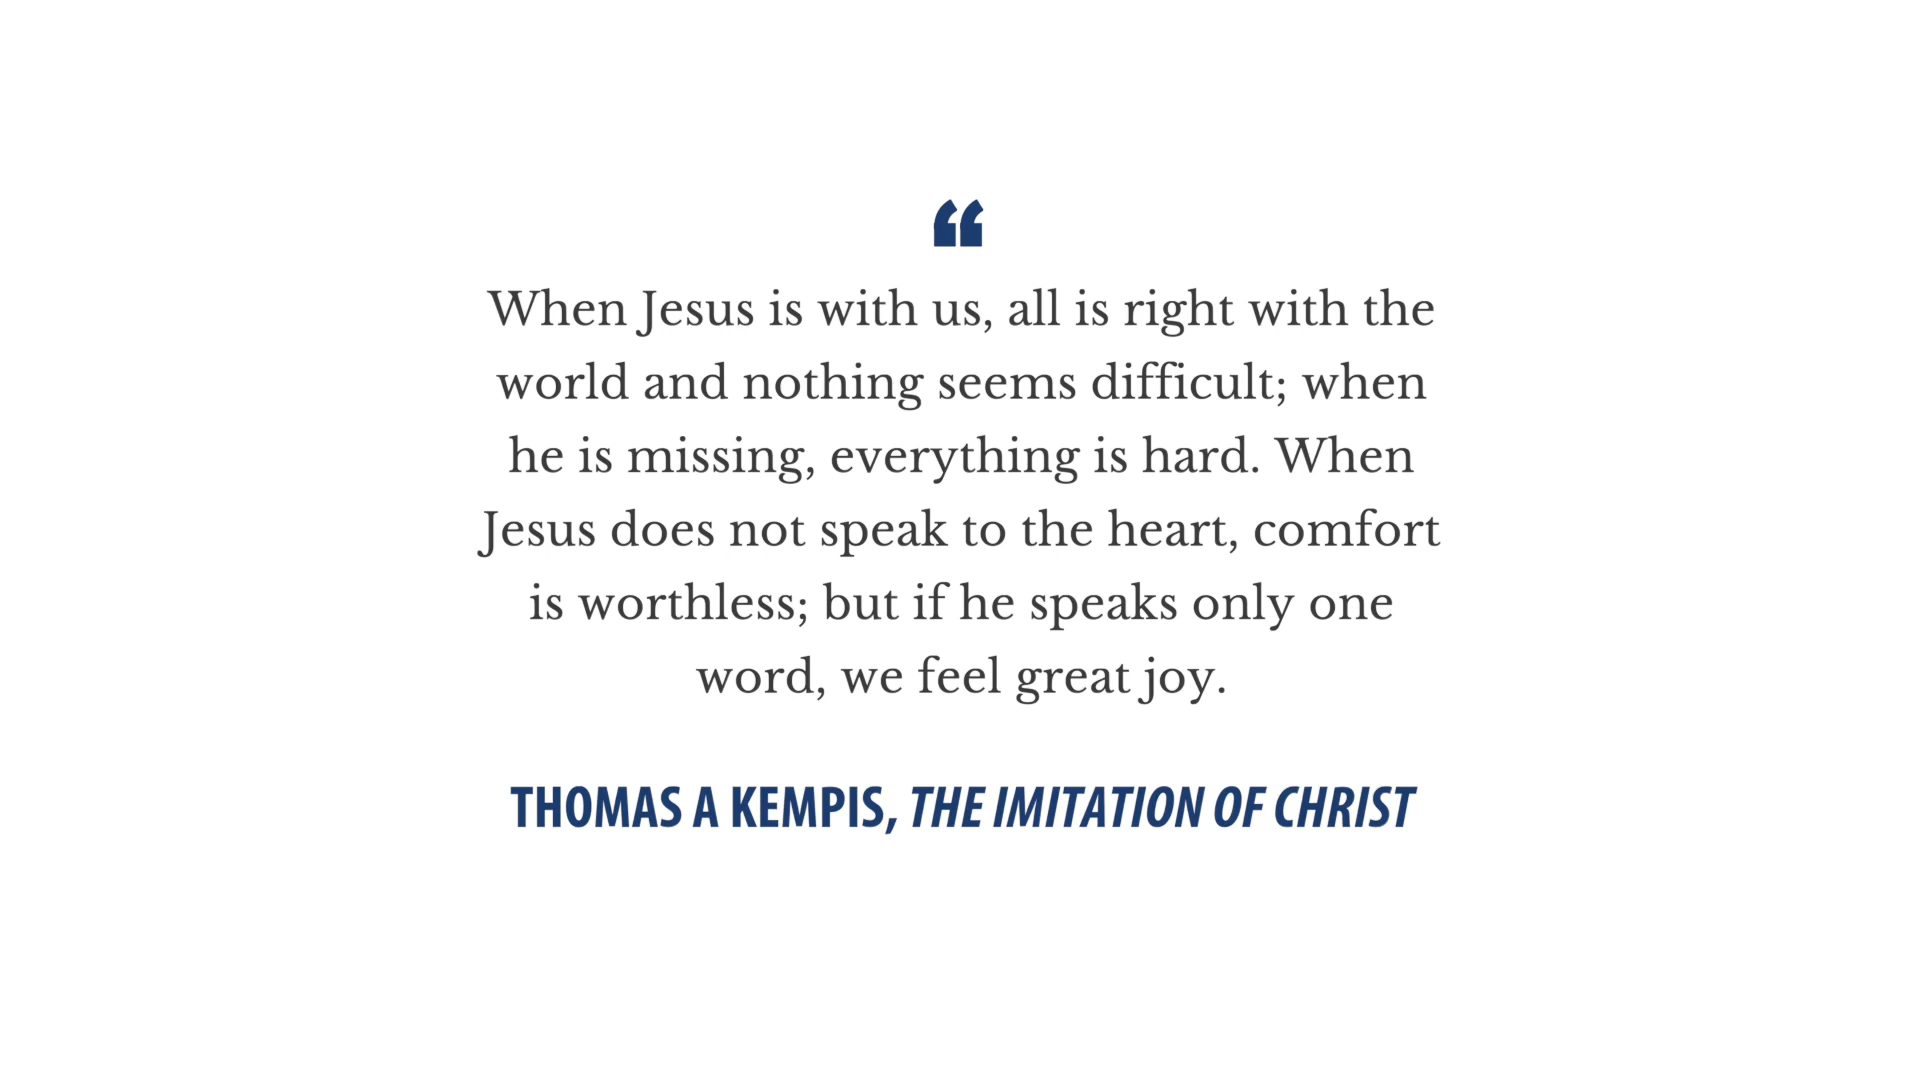 “
When Jesus is with us, all is right with the
world and nothing seems difficult; when
he is missing, everything is hard. When
Jesus does not speak to the heart, comfort
is worthless; but if he speaks only one
word, we feel great joy.
THOMAS A KEMPIS, THE IMITATION OF CHRIST